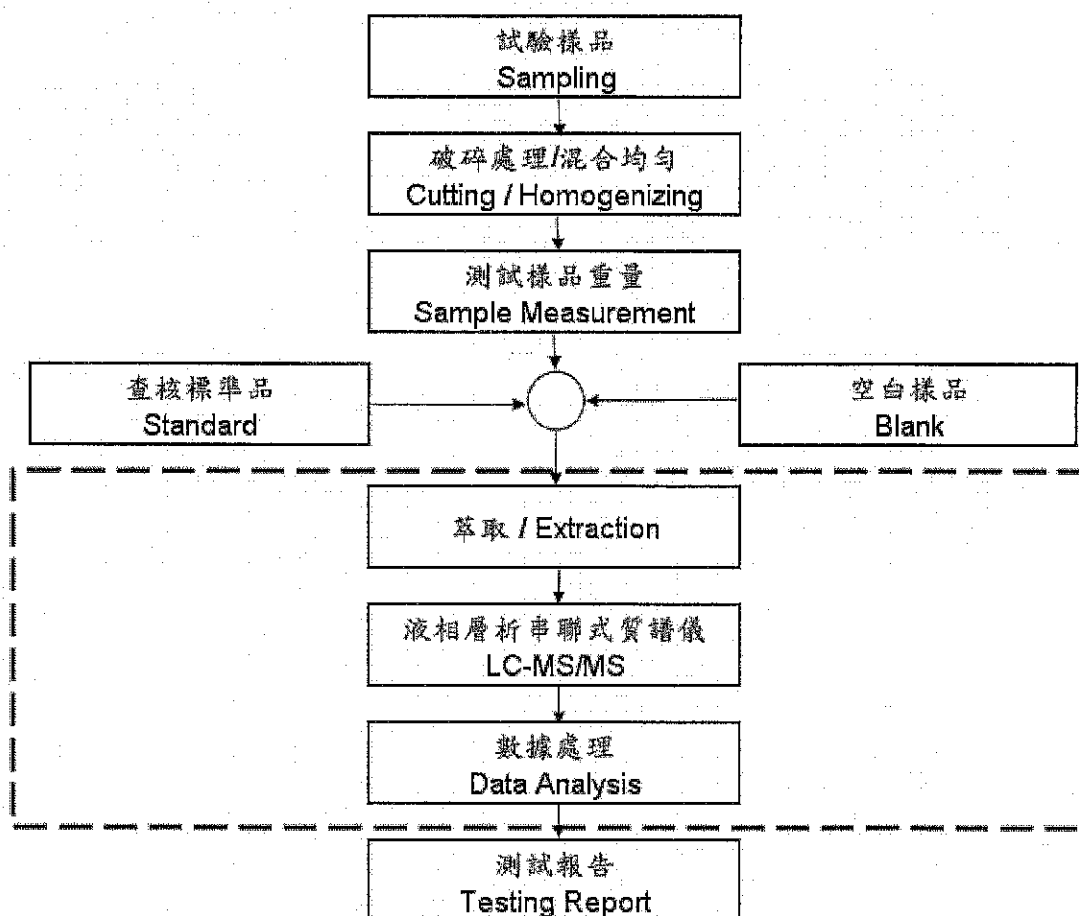 試驗樣品
Sampling
破碎處理/混合均勻
Cutting / Homogenizing
測試樣品重量
Sample Measurement
查核標準品
Standard
空白樣品
Blank
萃取 / Extraction
液相層析串聯式質譜儀
LC-MS/MS
數據處理
Data Analysis
測試報告
Testing Report